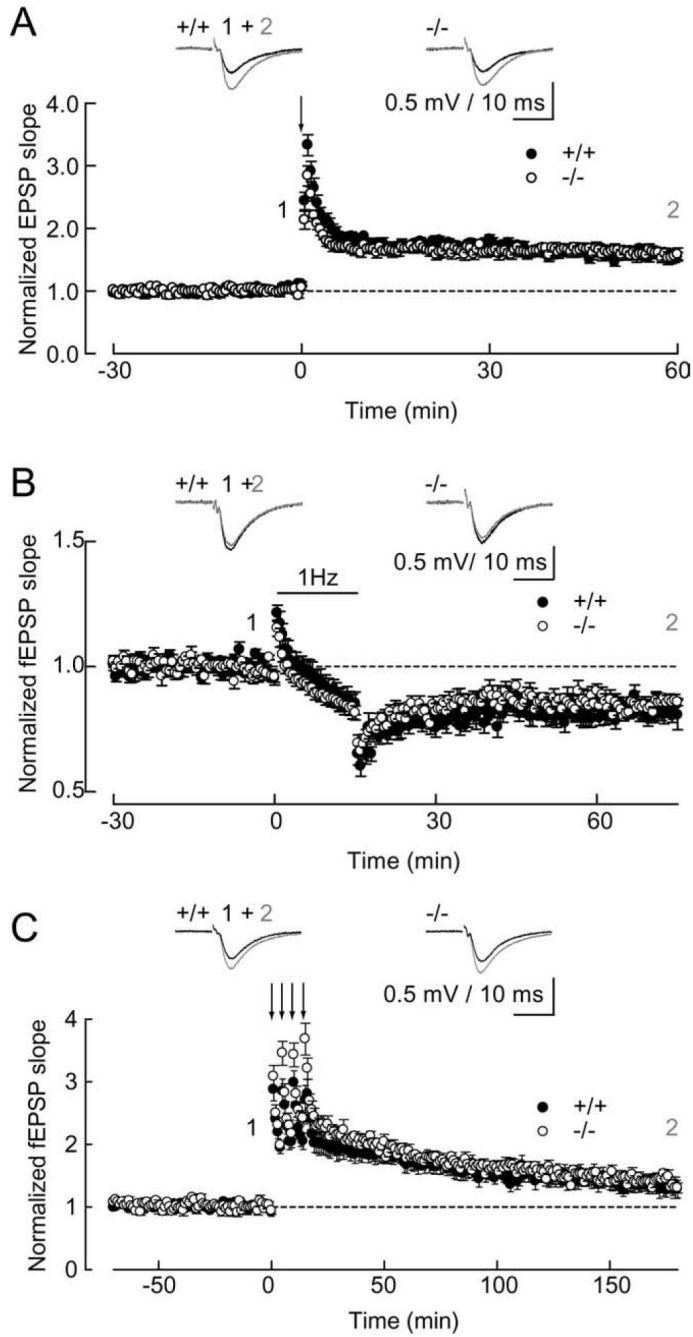 A
+/+ 1 + 2
-/-
0.5 mV / 10 ms
+/+
-/-
1
2
Normalized EPSP slope
4.0
3.0
2.0
1.0
0.0
-30
0
30
60
Time (min)
B
+/+ 1 +2
-/-
0.5 mV/ 10 ms
1Hz
+/+
-/-
1
2
Normalized fEPSP slope
1.5
1.0
0.5
-30
0
30
60
Time (min)
C
+/+ 1 + 2
-/-
0.5 mV / 10 ms
+/+
-/-
1
2
Normalized fEPSP slope
4
3
2
1
0
-50
0
50
100
150
Time (min)